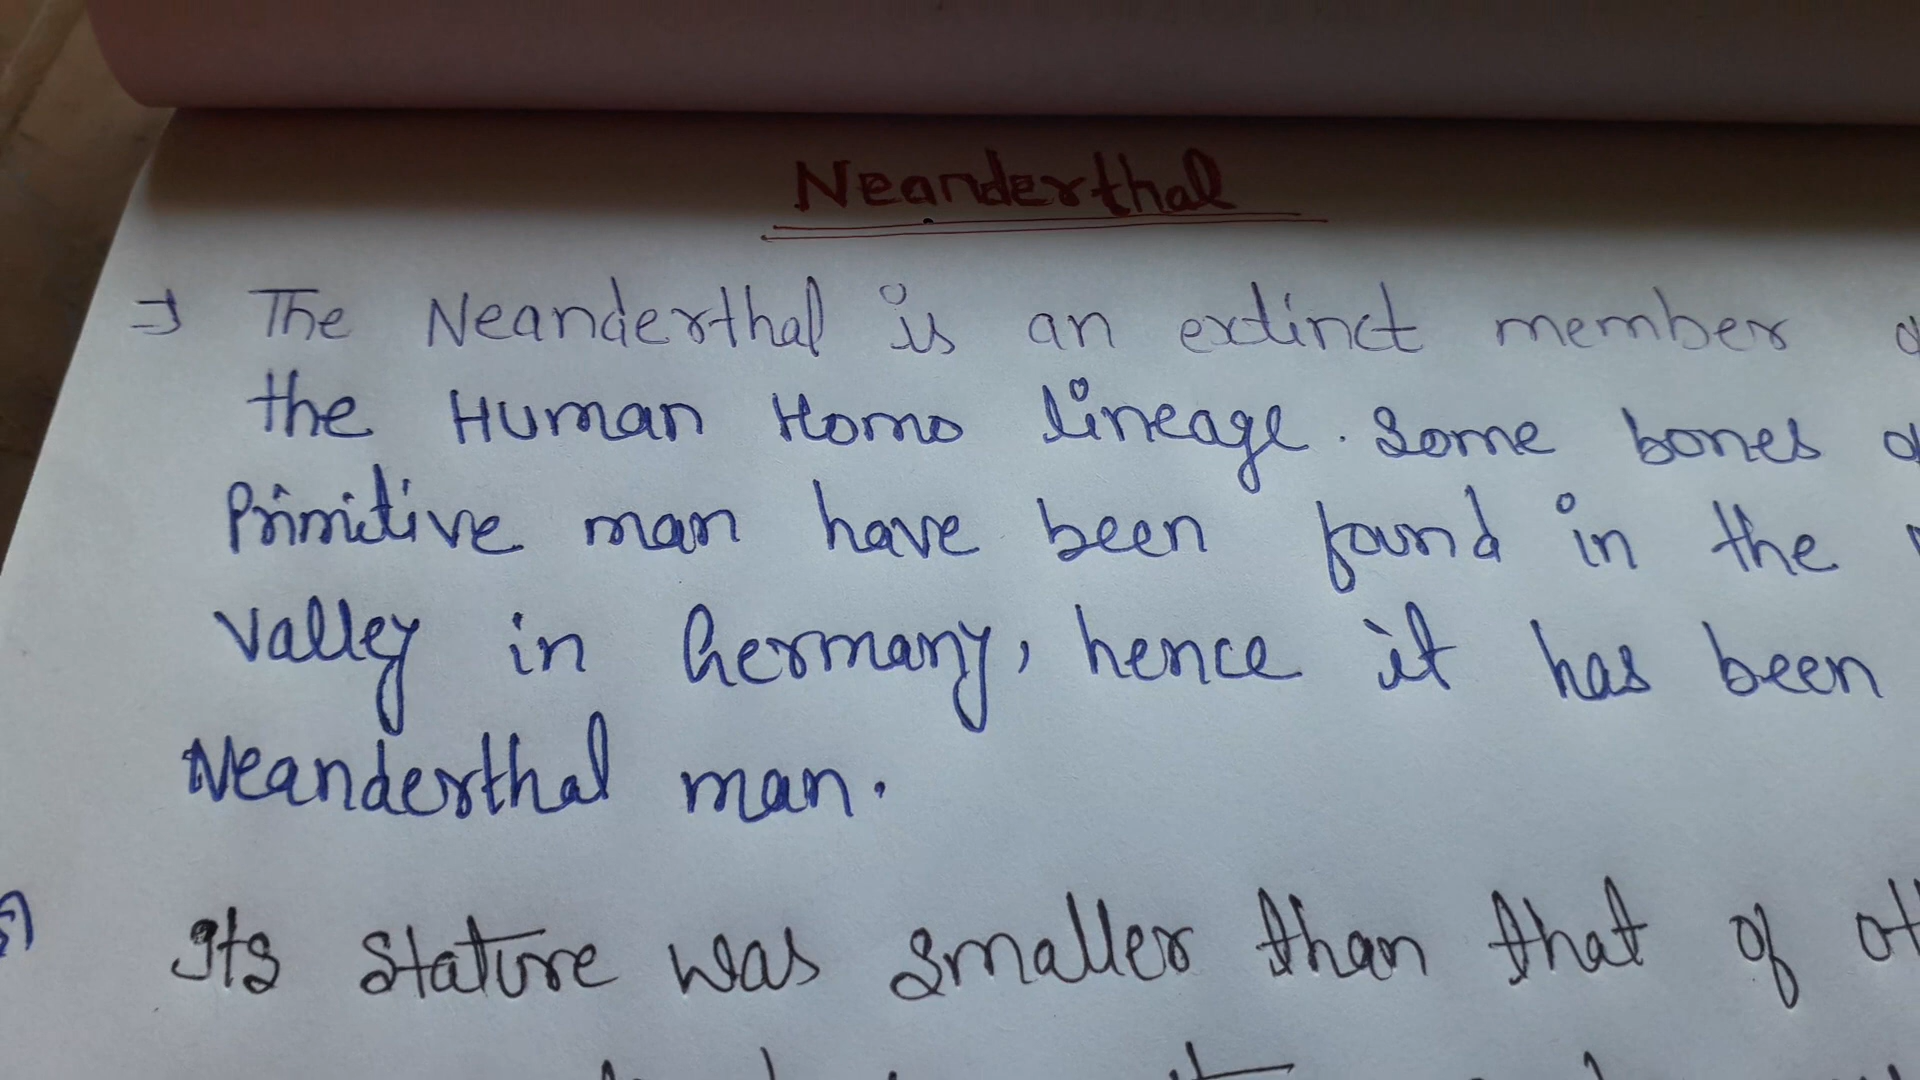 Neanderthal
⇒ The Neanderthal is an extinct member
the Human Homo lineage. Some bones
Primitive man have been found in the
Valley in Germany, hence it has been
Neanderthal man.
Its stature was smaller than that of